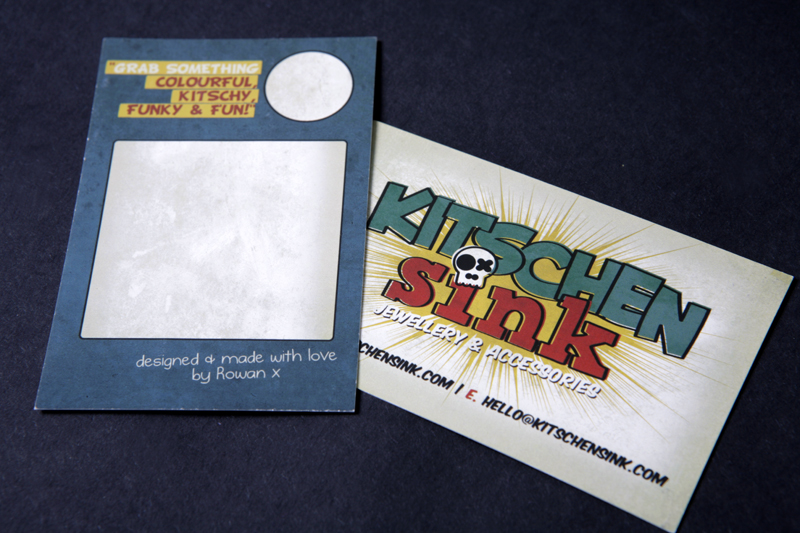 "GRAB SOMETHING
COLOURFUL,
KITSCHY,
FUNKY & FUN!"
designed & made with love
by Rowan x
KITSCHEN
sink
JEWELLERY & ACCESSORIES
CHENSINK.COM | E. HELLO@KITSCHENSINK.COM